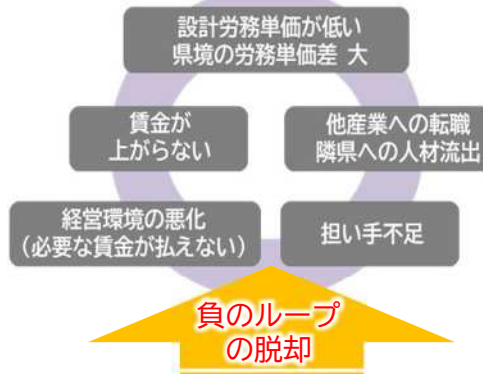 設計労務単価が低い
県境の労務単価差 大
賃金が
上がらない
他産業への転職
隣県への人材流出
経営環境の悪化
（必要な賃金が払えない）
担い手不足
負のループ
の脱却